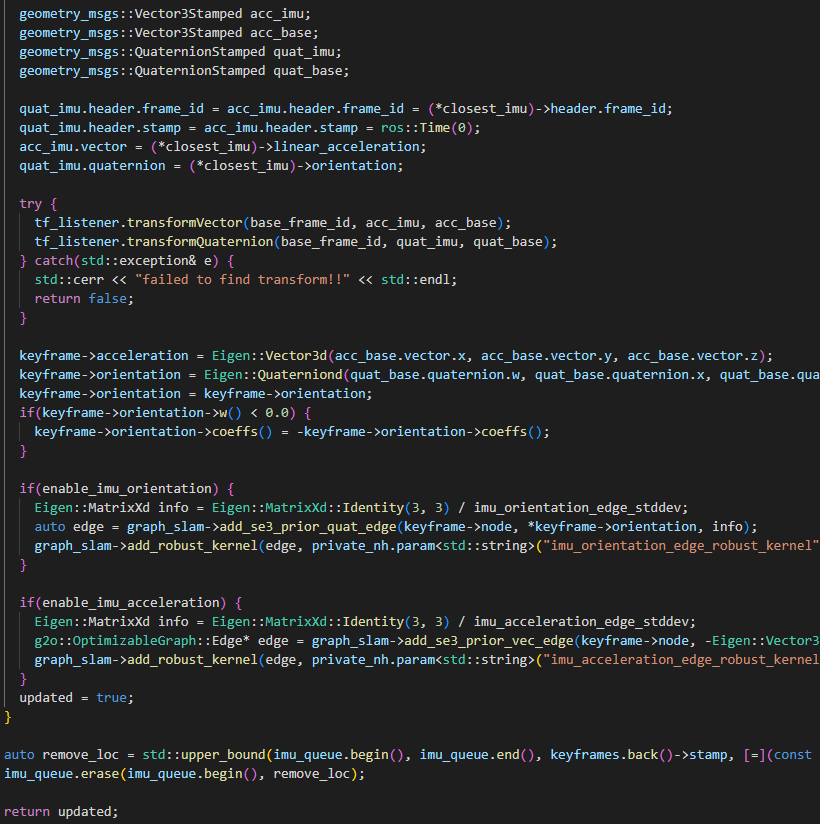 geometry_msgs::Vector3Stamped acc_imu;
geometry_msgs::Vector3Stamped acc_base;
geometry_msgs::QuaternionStamped quat_imu;
geometry_msgs::QuaternionStamped quat_base;
quat_imu.header.frame_id = acc_imu.header.frame_id = (*closest_imu)->header.frame_id;
quat_imu.header.stamp = acc_imu.header.stamp = ros::Time(0);
acc_imu.vector = (*closest_imu)->linear_acceleration;
quat_imu.quaternion = (*closest_imu)->orientation;
try {
tf_listener.transformVector(base_frame_id, acc_imu, acc_base);
tf_listener.transformQuaternion(base_frame_id, quat_imu, quat_base);
} catch(std::exception& e) {
std::cerr << "failed to find transform!!" << std::endl;
return false;
}
keyframe->acceleration = Eigen::Vector3d(acc_base.vector.x, acc_base.vector.y, acc_base.vector.z);
keyframe->orientation = Eigen::Quaterniond(quat_base.quaternion.w, quat_base.quaternion.x, quat_base.qua
keyframe->orientation = keyframe->orientation;
if(keyframe->orientation->w() < 0.0) {
keyframe->orientation->coeffs() = -keyframe->orientation->coeffs();
}
if(enable_imu_orientation) {
Eigen::MatrixXd info = Eigen::MatrixXd::Identity(3, 3) / imu_orientation_edge_stddev;
auto edge = graph_slam->add_se3_prior_quat_edge(keyframe->node, *keyframe->orientation, info);
graph_slam->add_robust_kernel(edge, private_nh.param<std::string>("imu_orientation_edge_robust_kernel"
}
if(enable_imu_acceleration) {
Eigen::MatrixXd info = Eigen::MatrixXd::Identity(3, 3) / imu_acceleration_edge_stddev;
g2o::OptimizableGraph::Edge* edge = graph_slam->add_se3_prior_vec_edge(keyframe->node, -Eigen::Vector3
graph_slam->add_robust_kernel(edge, private_nh.param<std::string>("imu_acceleration_edge_robust_kernel
}
updated = true;
}
auto remove_loc = std::upper_bound(imu_queue.begin(), imu_queue.end(), keyframes.back()->stamp, [=](const
imu_queue.erase(imu_queue.begin(), remove_loc);
return updated;